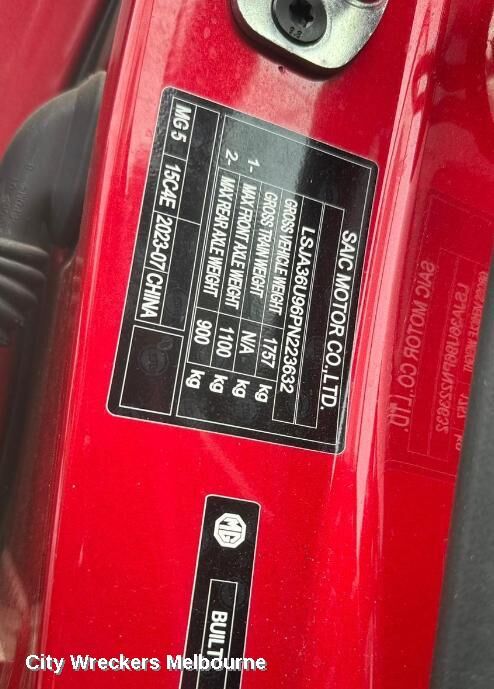 SAIC MOTOR CO.,LTD.
LSJA36U96PN223632
GROSS VEHICLE WEIGHT 1757 kg
GROSS TRAIN WEIGHT N/A kg
1- MAX FRONT AXLE WEIGHT 1100 kg
2- MAX REAR AXLE WEIGHT 900 kg
MG 5 15C4E 2023-07 CHINA
MG
BUILT
City Wreckers Melbourne